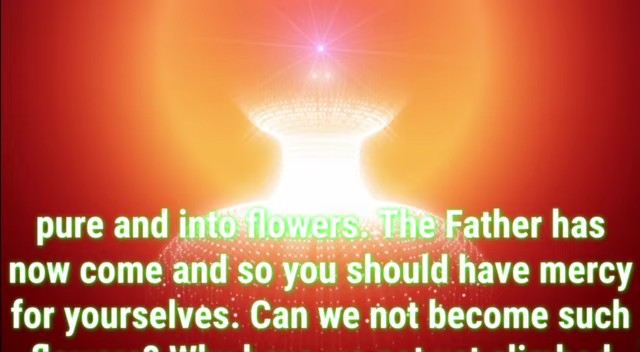 pure and into flowers. The Father has
now come and so you should have mercy
for yourselves. Can we not become such